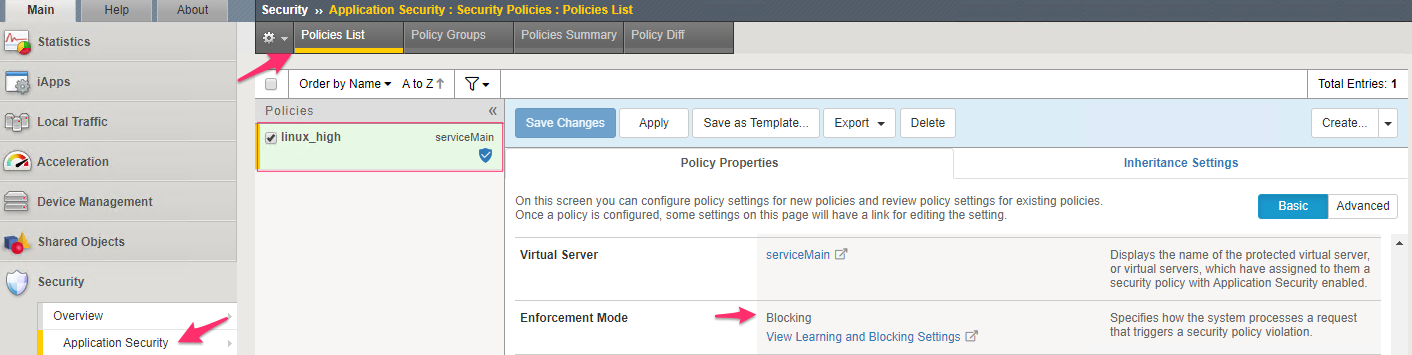 Main Help About
Security ›› Application Security : Security Policies : Policies List
Policies List Policy Groups Policies Summary Policy Diff
Statistics
iApps
Local Traffic
Acceleration
Device Management
Shared Objects
Security
Overview
Application Security
Order by Name A to Z
Total Entries: 1
Policies «
linux_high serviceMain
Save Changes Apply Save as Template... Export Delete Create...
Policy Properties Inheritance Settings
On this screen you can configure policy settings for new policies and review policy settings for existing policies.
Once a policy is configured, some settings on this page will have a link for editing the setting.
Basic Advanced
Virtual Server serviceMain
Displays the name of the protected virtual server,
or virtual servers, which have assigned to them a
security policy with Application Security enabled.
Enforcement Mode Blocking
View Learning and Blocking Settings
Specifies how the system processes a request
that triggers a security policy violation.